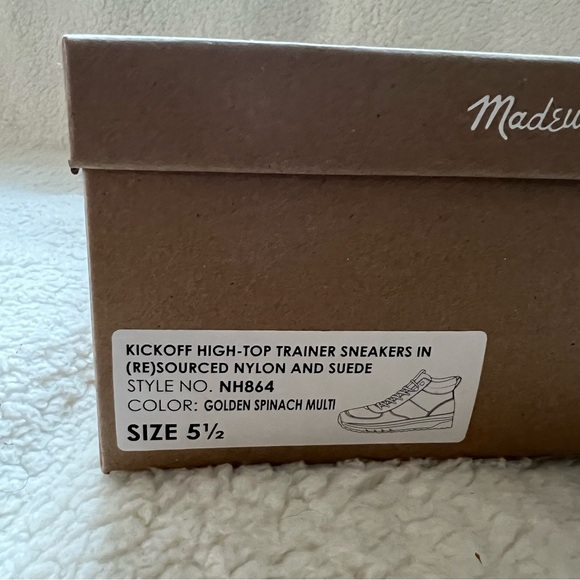 KICKOFF HIGH-TOP TRAINER SNEAKERS IN
(RE)SOURCED NYLON AND SUEDE
STYLE NO. NH864
COLOR: GOLDEN SPINACH MULTI
SIZE 5½